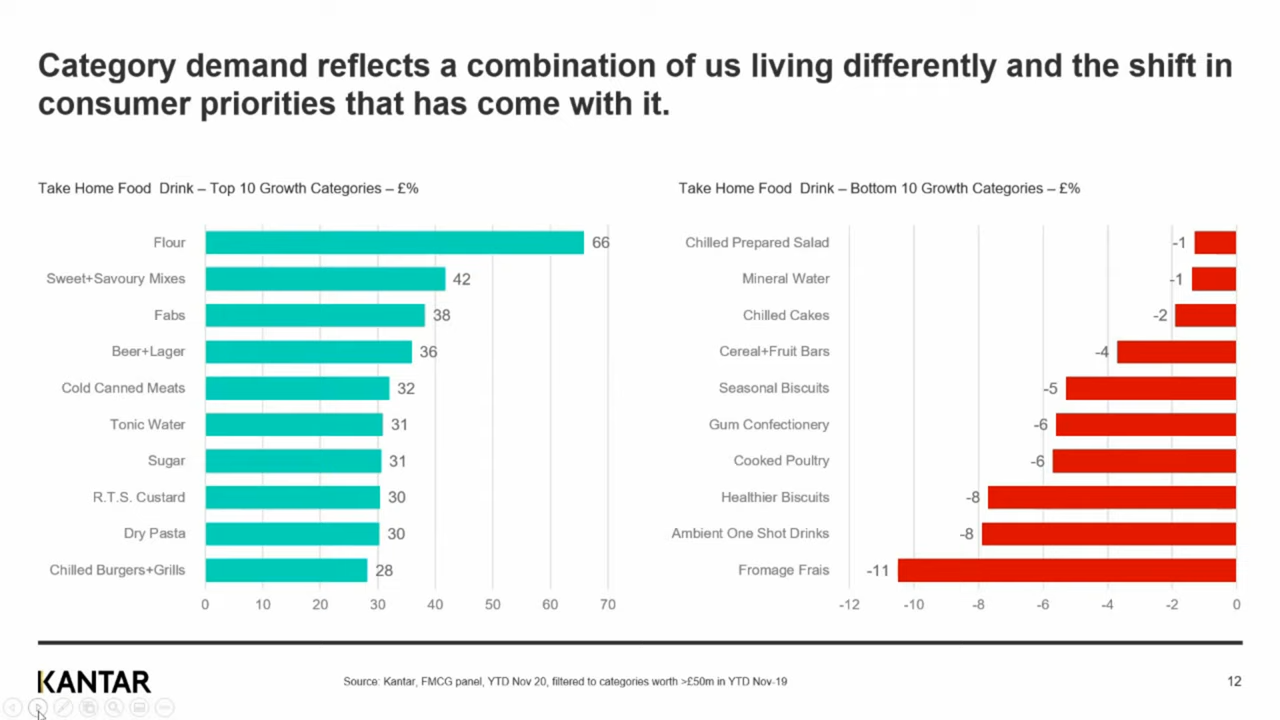 Category demand reflects a combination of us living differently and the shift in
consumer priorities that has come with it.
Take Home Food  Drink – Top 10 Growth Categories – £%
Flour 66
Sweet+Savoury Mixes 42
Fabs 38
Beer+Lager 36
Cold Canned Meats 32
Tonic Water 31
Sugar 31
R.T.S. Custard 30
Dry Pasta 30
Chilled Burgers+Grills 28
0 10 20 30 40 50 60 70
Take Home Food  Drink – Bottom 10 Growth Categories – £%
Chilled Prepared Salad -1
Mineral Water -1
Chilled Cakes -2
Cereal+Fruit Bars -4
Seasonal Biscuits -5
Gum Confectionery -6
Cooked Poultry -6
Healthier Biscuits -8
Ambient One Shot Drinks -8
Fromage Frais -11
-12 -10 -8 -6 -4 -2 0
KANTAR
Source: Kantar, FMCG panel, YTD Nov 20, filtered to categories worth >£50m in YTD Nov-19
12